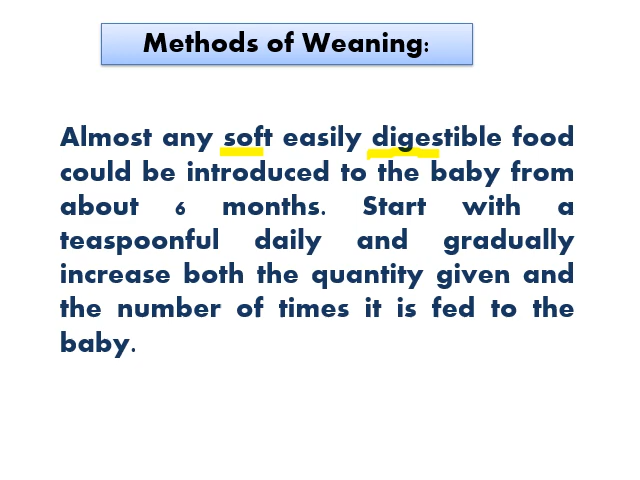 Methods of Weaning:
Almost any soft easily digestible food
could be introduced to the baby from
about 6 months. Start with a
teaspoonful daily and gradually
increase both the quantity given and
the number of times it is fed to the
baby.